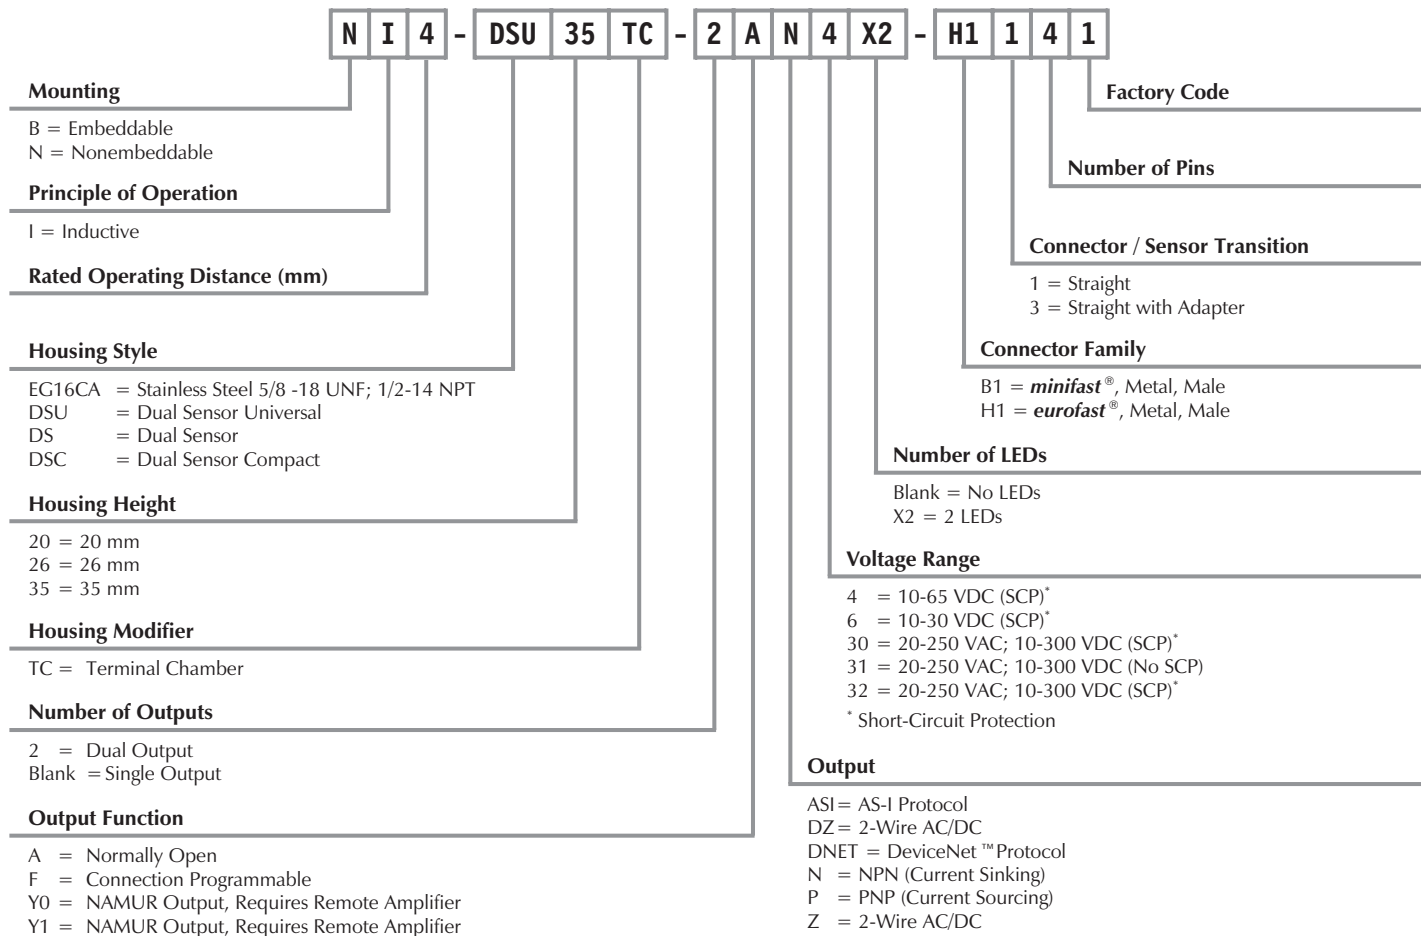 N I 4 - DSU 35 TC - 2 A N 4 X2 - H1 1 4 1
Mounting
B = Embeddable
N = Nonembeddable
Principle of Operation
I = Inductive
Rated Operating Distance (mm)
Housing Style
EG16CA = Stainless Steel 5/8 -18 UNF; 1/2-14 NPT
DSU = Dual Sensor Universal
DS = Dual Sensor
DSC = Dual Sensor Compact
Housing Height
20 = 20 mm
26 = 26 mm
35 = 35 mm
Housing Modifier
TC = Terminal Chamber
Number of Outputs
2 = Dual Output
Blank = Single Output
Output Function
A = Normally Open
F = Connection Programmable
Y0 = NAMUR Output, Requires Remote Amplifier
Y1 = NAMUR Output, Requires Remote Amplifier
Factory Code
Number of Pins
Connector / Sensor Transition
1 = Straight
3 = Straight with Adapter
Connector Family
B1 = minifast ®, Metal, Male
H1 = eurofast ®, Metal, Male
Number of LEDs
Blank = No LEDs
X2 = 2 LEDs
Voltage Range
4 = 10-65 VDC (SCP)*
6 = 10-30 VDC (SCP)*
30 = 20-250 VAC; 10-300 VDC (SCP)*
31 = 20-250 VAC; 10-300 VDC (No SCP)
32 = 20-250 VAC; 10-300 VDC (SCP)*
* Short-Circuit Protection
Output
ASI = AS-I Protocol
DZ = 2-Wire AC/DC
DNET = DeviceNet ™ Protocol
N = NPN (Current Sinking)
P = PNP (Current Sourcing)
Z = 2-Wire AC/DC